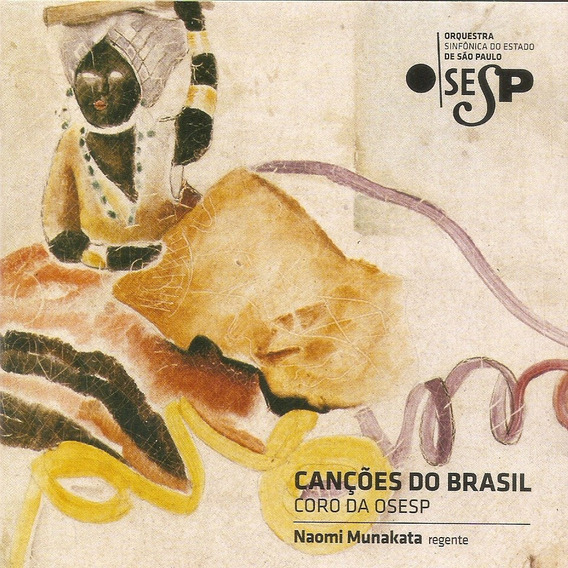 ORQUESTRA
SINFÔNICA DO ESTADO
DE SÃO PAULO
OSESP
CANÇÕES DO BRASIL
CORO DA OSESP
Naomi Munakata regente